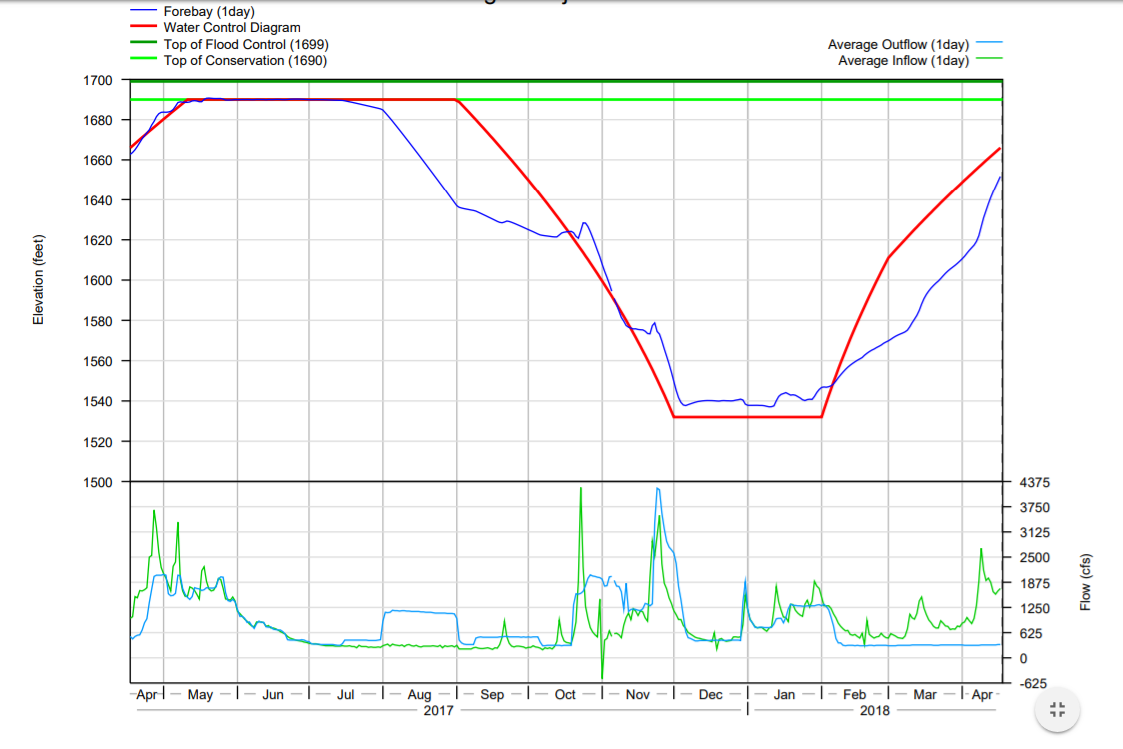 Forebay (1day)
Water Control Diagram
Top of Flood Control (1699)
Top of Conservation (1690)
Average Outflow (1day)
Average Inflow (1day)
1700
1680
1660
1640
1620
1600
1580
1560
1540
1520
1500
Elevation (feet)
4375
3750
3125
2500
1875
1250
625
0
-625
Flow (cfs)
Apr May Jun Jul Aug Sep Oct Nov Dec Jan Feb Mar Apr
2017 2018